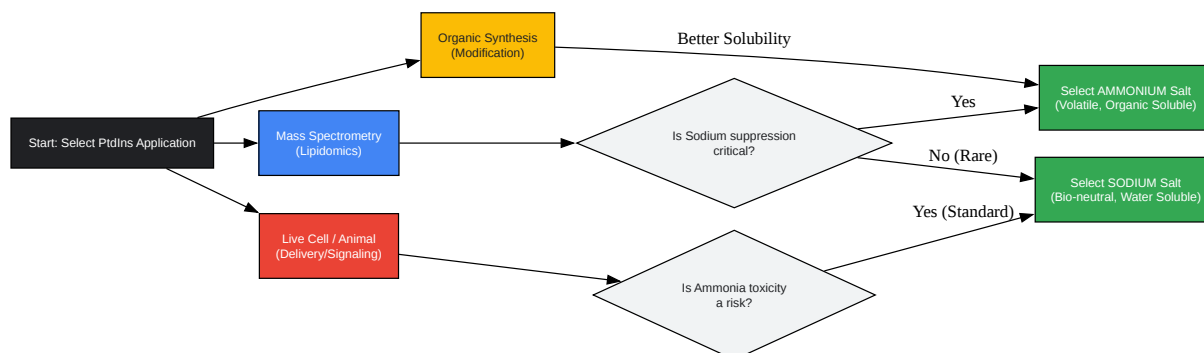 Organic Synthesis
(Modification)
Better Solubility
Select AMMONIUM Salt
(Volatile, Organic Soluble)
Yes
Start: Select PtdIns Application
Mass Spectrometry
(Lipidomics)
Is Sodium suppression
critical?
No (Rare)
Select SODIUM Salt
(Bio-neutral, Water Soluble)
Yes (Standard)
Live Cell / Animal
(Delivery/Signaling)
Is Ammonia toxicity
a risk?